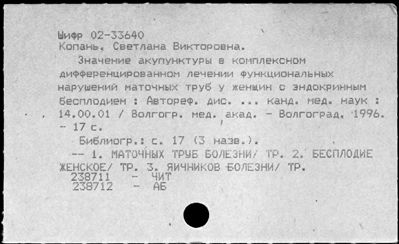 Шифр 02-33640
Копань, Светлана Викторовна.
Значение акупунктуры в комплексном
дифференцированном лечении функциональных
нарушений маточных труб у женщин с эндокринным
бесплодием : Автореф. дис. ... канд. мед. наук :
14.00.01 / Волгогр. мед. акад. - Волгоград, 1996.
- 17 с.
Библиогр.: с. 17 (3 назв.).
-- 1. МАТОЧНЫХ ТРУБ БОЛЕЗНИ/ ТР. 2. БЕСПЛОДИЕ
ЖЕНСКОЕ/ ТР. 3. ЯИЧНИКОВ БОЛЕЗНИ/ ТР.
238711 - ЧИТ
238712 - АБ